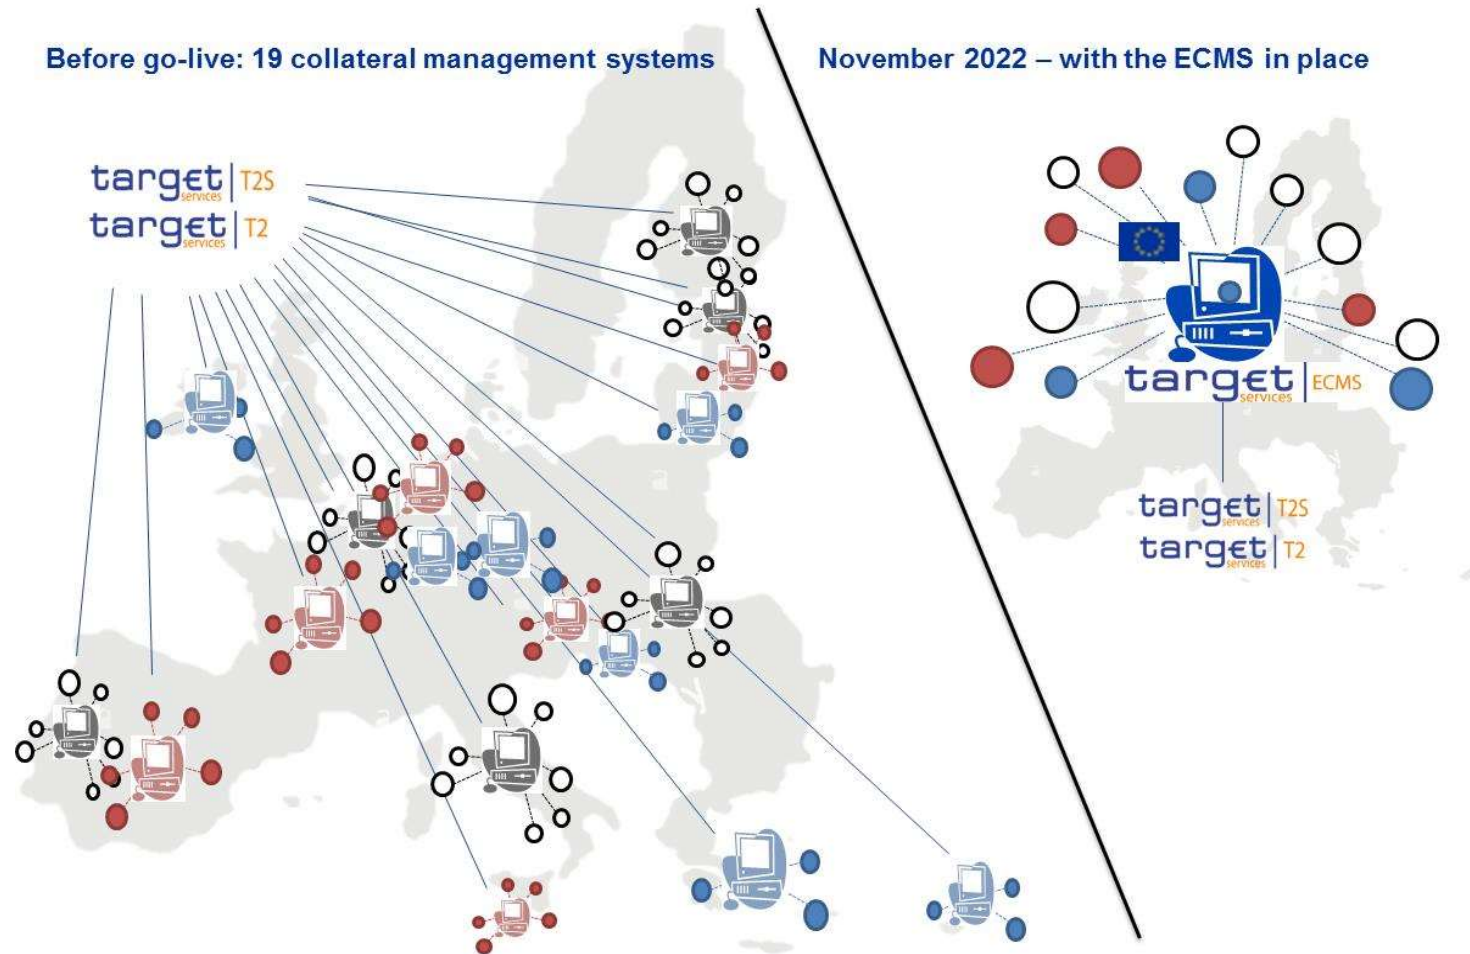 Before go-live: 19 collateral management systems
target services | T2S
target services | T2
November 2022 – with the ECMS in place
target services | ECMS
target services | T2S
target services | T2